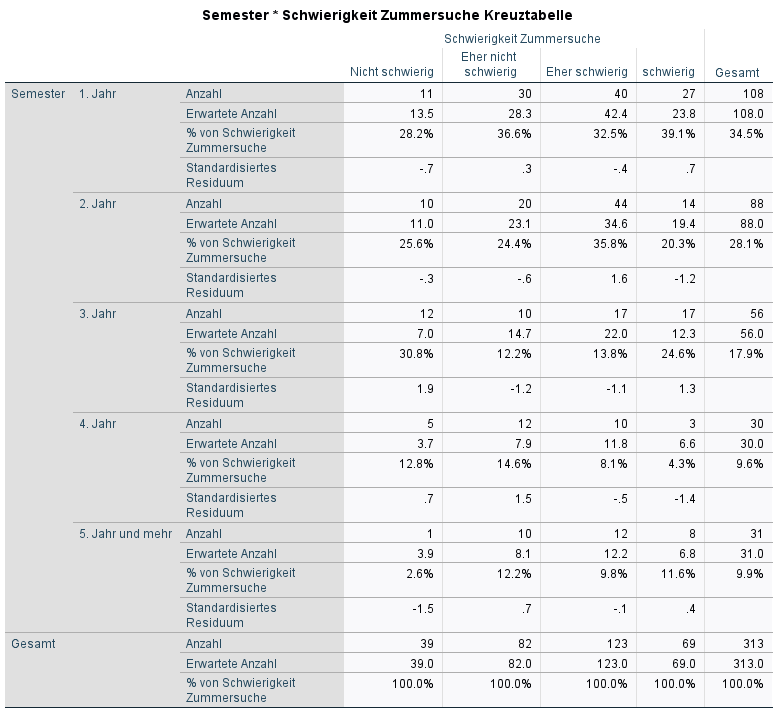 Semester * Schwierigkeit Zummersuche Kreuztabelle
Schwierigkeit Zummersuche
Nicht schwierig Eher nicht schwierig Eher schwierig schwierig Gesamt
Semester 1. Jahr Anzahl 11 30 40 27 108
Erwartete Anzahl 13.5 28.3 42.4 23.8 108.0
% von Schwierigkeit Zummersuche 28.2% 36.6% 32.5% 39.1% 34.5%
Standardisiertes Residuum -.7 .3 -.4 .7
2. Jahr Anzahl 10 20 44 14 88
Erwartete Anzahl 11.0 23.1 34.6 19.4 88.0
% von Schwierigkeit Zummersuche 25.6% 24.4% 35.8% 20.3% 28.1%
Standardisiertes Residuum -.3 -.6 1.6 -1.2
3. Jahr Anzahl 12 10 17 17 56
Erwartete Anzahl 7.0 14.7 22.0 12.3 56.0
% von Schwierigkeit Zummersuche 30.8% 12.2% 13.8% 24.6% 17.9%
Standardisiertes Residuum 1.9 -1.2 -1.1 1.3
4. Jahr Anzahl 5 12 10 3 30
Erwartete Anzahl 3.7 7.9 11.8 6.6 30.0
% von Schwierigkeit Zummersuche 12.8% 14.6% 8.1% 4.3% 9.6%
Standardisiertes Residuum .7 1.5 -.5 -1.4
5. Jahr und mehr Anzahl 1 10 12 8 31
Erwartete Anzahl 3.9 8.1 12.2 6.8 31.0
% von Schwierigkeit Zummersuche 2.6% 12.2% 9.8% 11.6% 9.9%
Standardisiertes Residuum -1.5 .7 -.1 .4
Gesamt Anzahl 39 82 123 69 313
Erwartete Anzahl 39.0 82.0 123.0 69.0 313.0
% von Schwierigkeit Zummersuche 100.0% 100.0% 100.0% 100.0% 100.0%